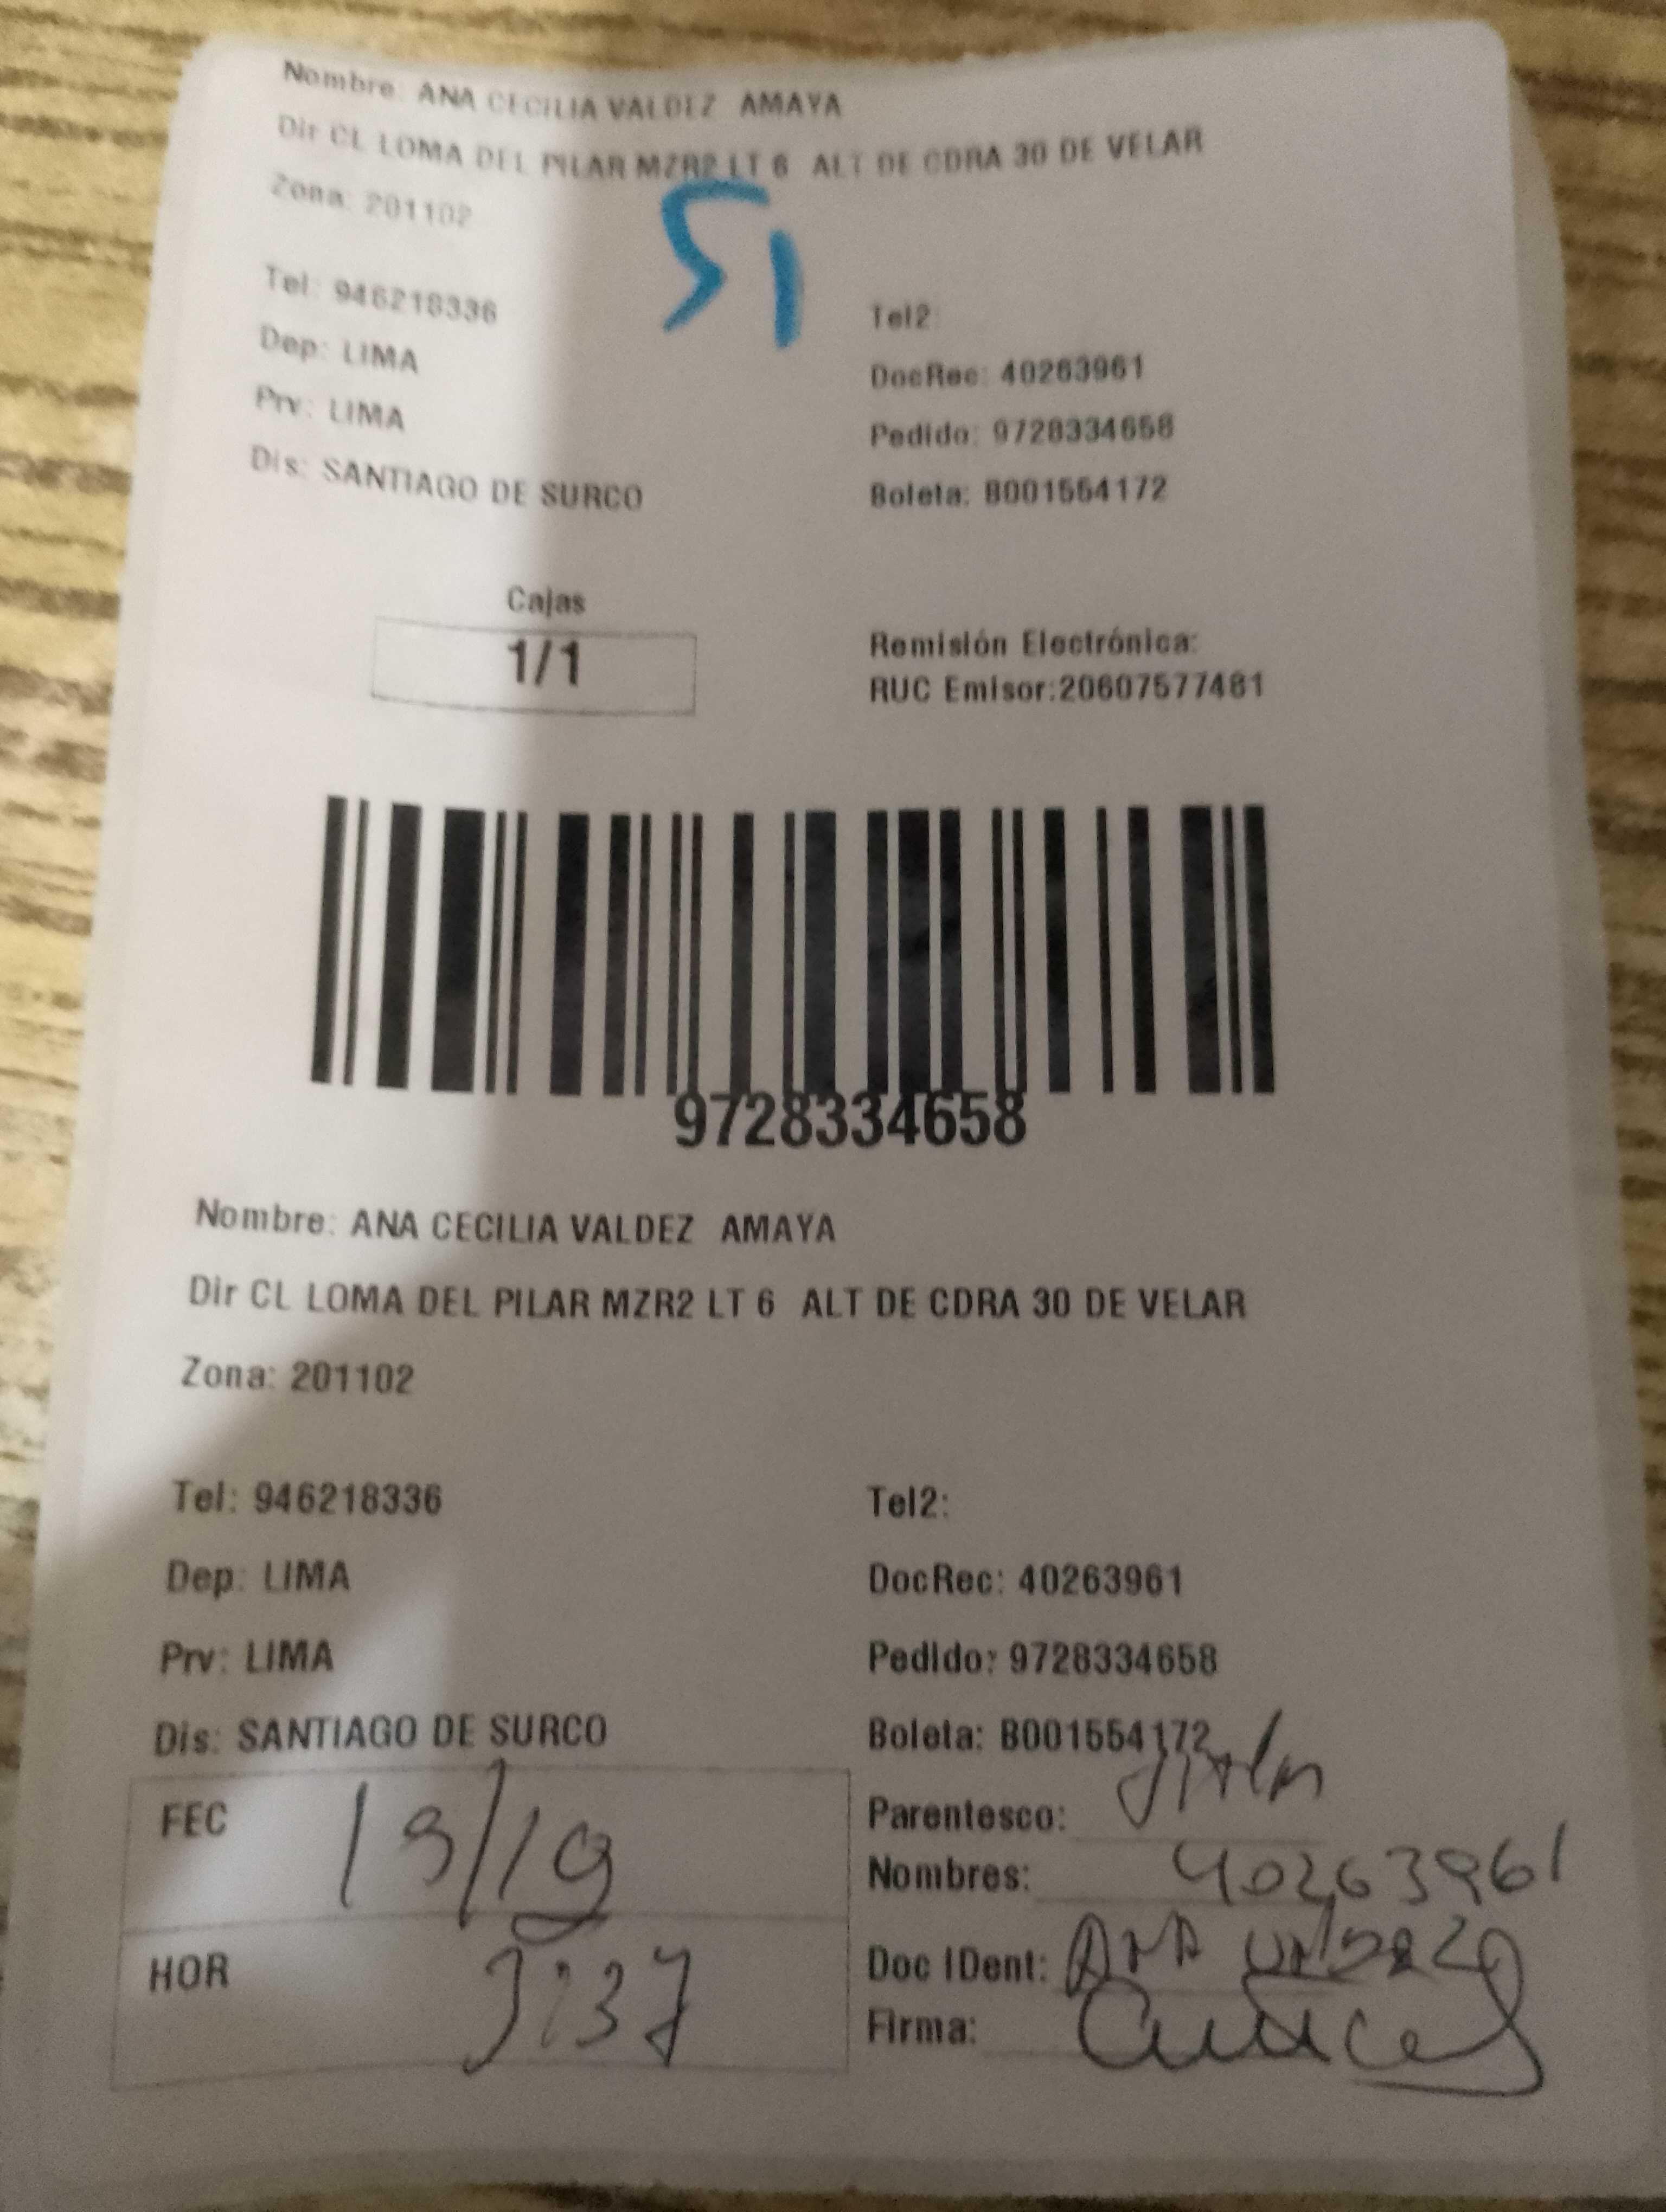 Nombre: ANA CECILIA VALDEZ AMAYA
Dir CL LOMA DEL PILAR MZR2 LT 6 ALT DE CDRA 30 DE VELAR
Zona: 201102
51
Tel: 946218336
Tel2:
Dep: LIMA
DocRec: 40263961
Prv: LIMA
Pedido: 9728334658
Dis: SANTIAGO DE SURCO
Boleta: B001554172
Cajas
1/1
Remisión Electrónica:
RUC Emisor:20607577461
9728334658
Nombre: ANA CECILIA VALDEZ AMAYA
Dir CL LOMA DEL PILAR MZR2 LT 6 ALT DE CDRA 30 DE VELAR
Zona: 201102
Tel: 946218336
Tel2:
Dep: LIMA
DocRec: 40263961
Prv: LIMA
Pedido: 9728334658
Dis: SANTIAGO DE SURCO
Boleta: B001554172
FEC
Parentesco:
Nombres: 40263961
HOR
Doc IDent: ANA
Firma: